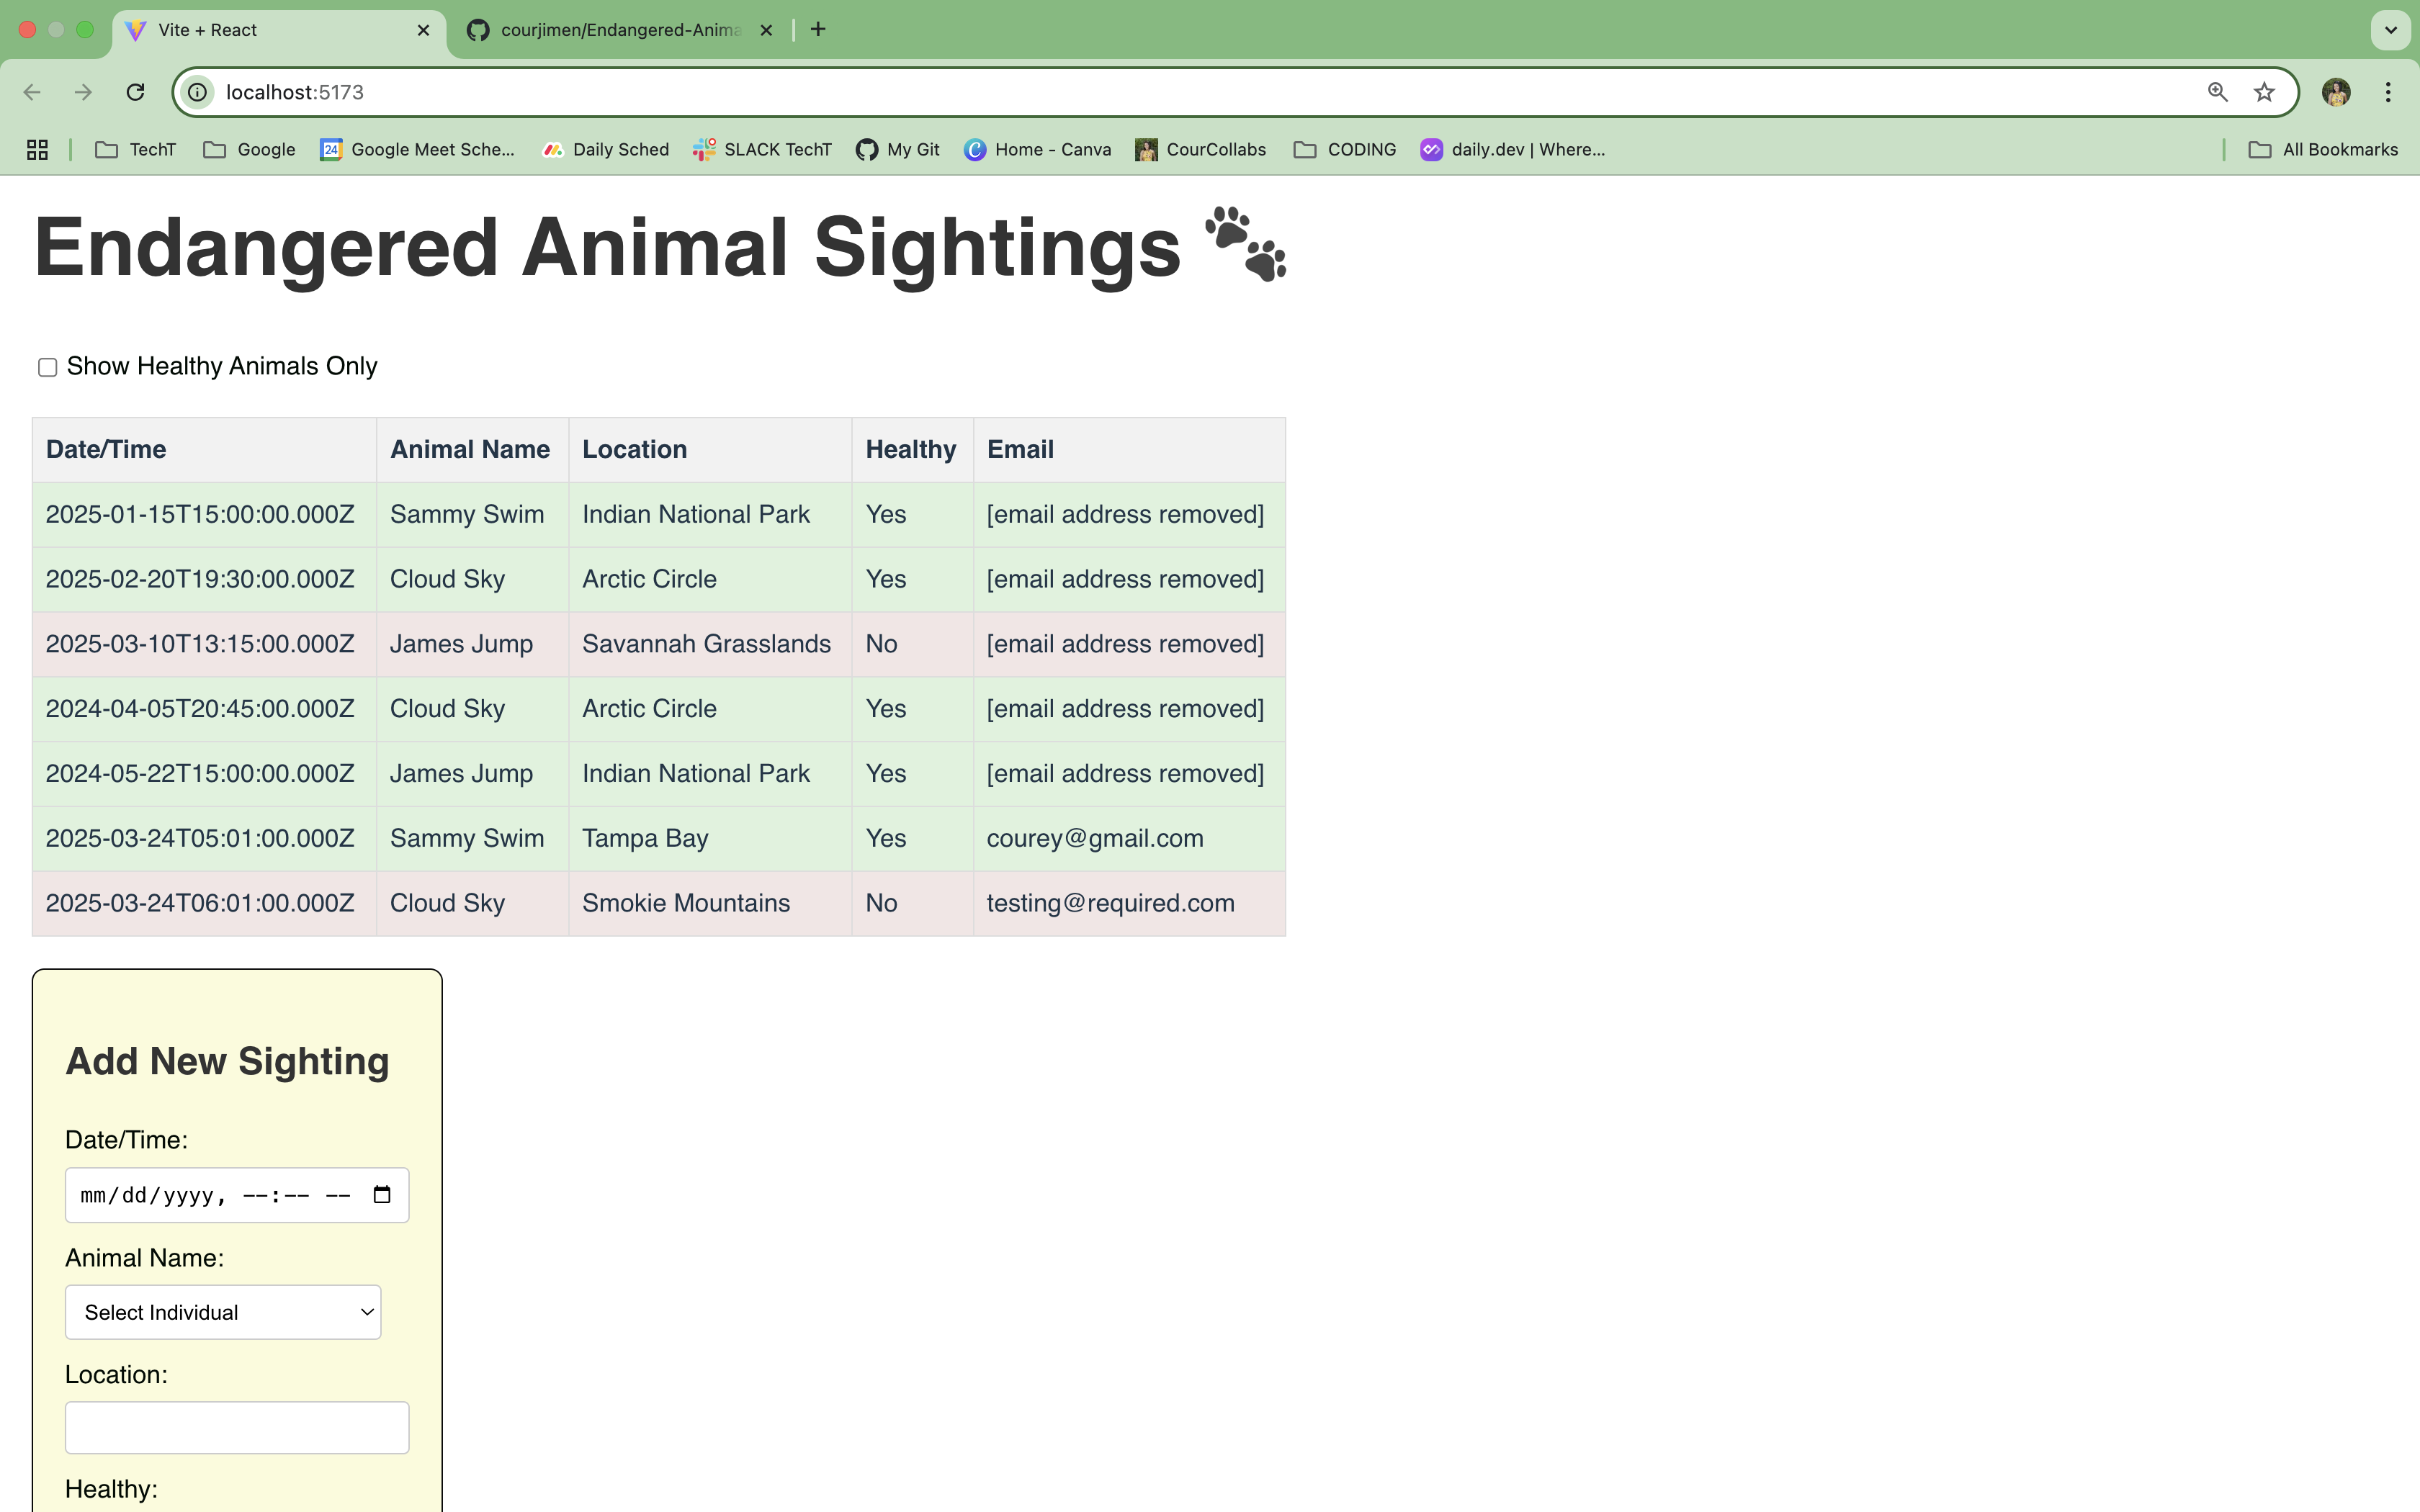 Vite + React
courjimen/Endangered-Anima
localhost:5173
TechT Google 24 Google Meet Sche... Daily Sched SLACK TechT My Git Home - Canva CourCollabs CODING daily.dev | Where... All Bookmarks
Endangered Animal Sightings
Show Healthy Animals Only
Date/Time Animal Name Location Healthy Email
2025-01-15T15:00:00.000Z Sammy Swim Indian National Park Yes [email address removed]
2025-02-20T19:30:00.000Z Cloud Sky Arctic Circle Yes [email address removed]
2025-03-10T13:15:00.000Z James Jump Savannah Grasslands No [email address removed]
2024-04-05T20:45:00.000Z Cloud Sky Arctic Circle Yes [email address removed]
2024-05-22T15:00:00.000Z James Jump Indian National Park Yes [email address removed]
2025-03-24T05:01:00.000Z Sammy Swim Tampa Bay Yes courey@gmail.com
2025-03-24T06:01:00.000Z Cloud Sky Smokie Mountains No testing@required.com
Add New Sighting
Date/Time:
mm/dd/yyyy, --:-- --
Animal Name:
Select Individual
Location:
Healthy: